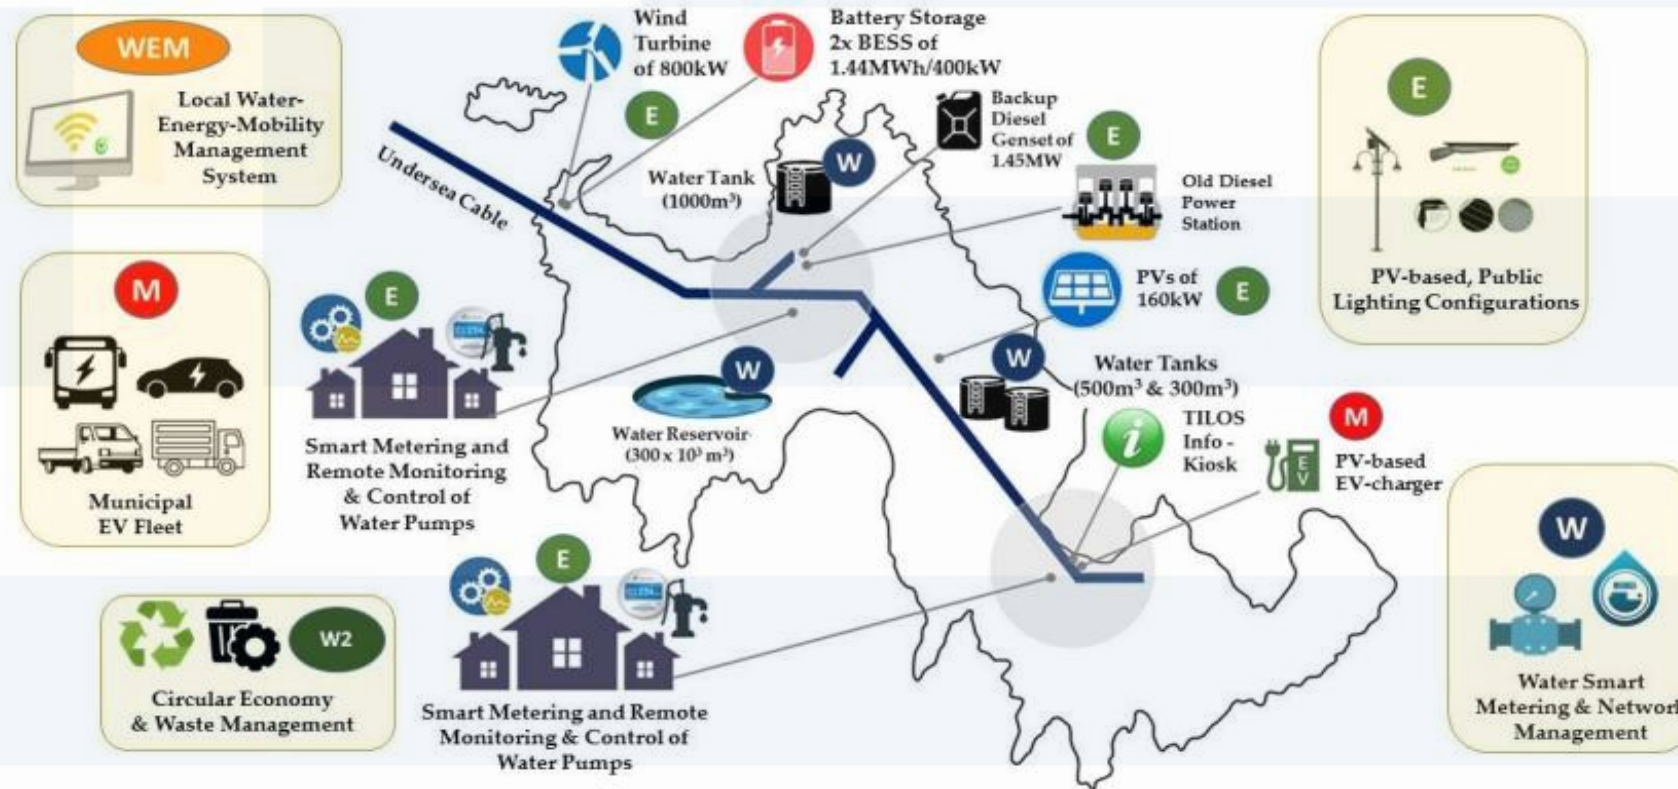 WEM
Local Water-
Energy-Mobility
Management
System
Wind
Turbine
of 800kW
E
Battery Storage
2x BESS of
1.44MWh/400kW
Backup
Diesel
Genset of
1.45MW
E
Old Diesel
Power
Station
E
PV-based, Public
Lighting Configurations
Undersea Cable
Water Tank
(1000m³)
W
M
Municipal
EV Fleet
E
Smart Metering and
Remote Monitoring
& Control of
Water Pumps
W
Water Reservoir
(300 x 10³ m³)
PVs of
160kW
E
W
Water Tanks
(500m³ & 300m³)
i
TILOS
Info -
Kiosk
M
EV
PV-based
EV-charger
W
Water Smart
Metering & Network
Management
W2
Circular Economy
& Waste Management
E
Smart Metering and Remote
Monitoring & Control of
Water Pumps